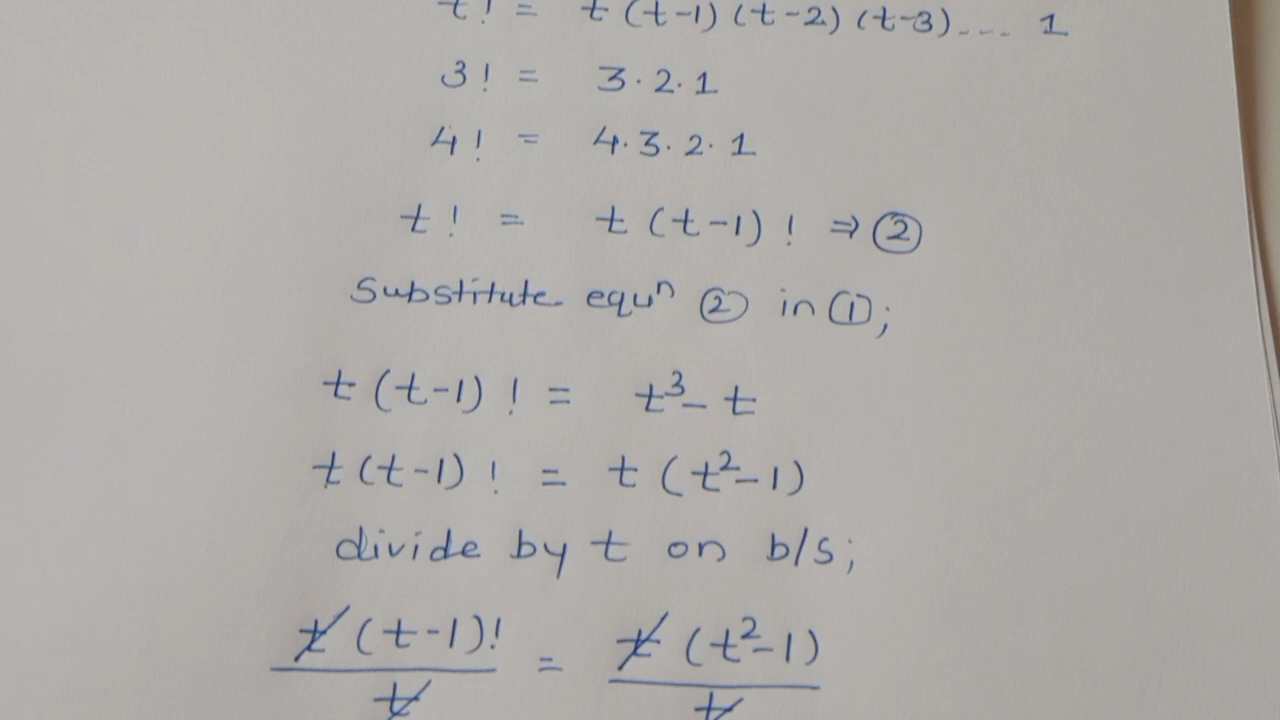 t! = t(t-1)(t-2)(t-3)---- 1
3! = 3·2·1
4! = 4·3·2·1
t! = t(t-1)! ⇒ ②
Substitute equⁿ ② in ①;
t(t-1)! = t³- t
t(t-1)! = t(t²-1)
divide by t on b/s;
t(t-1)!/t = t(t²-1)/t